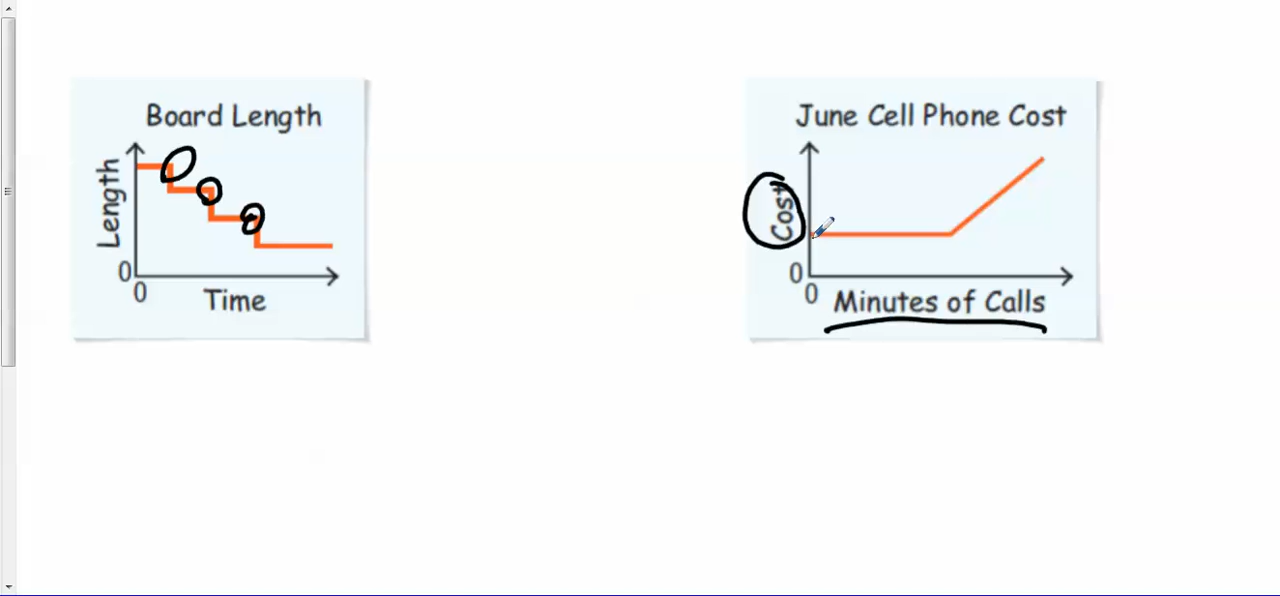 Board Length
Length
0
0
Time
June Cell Phone Cost
Cost
0
0
Minutes of Calls